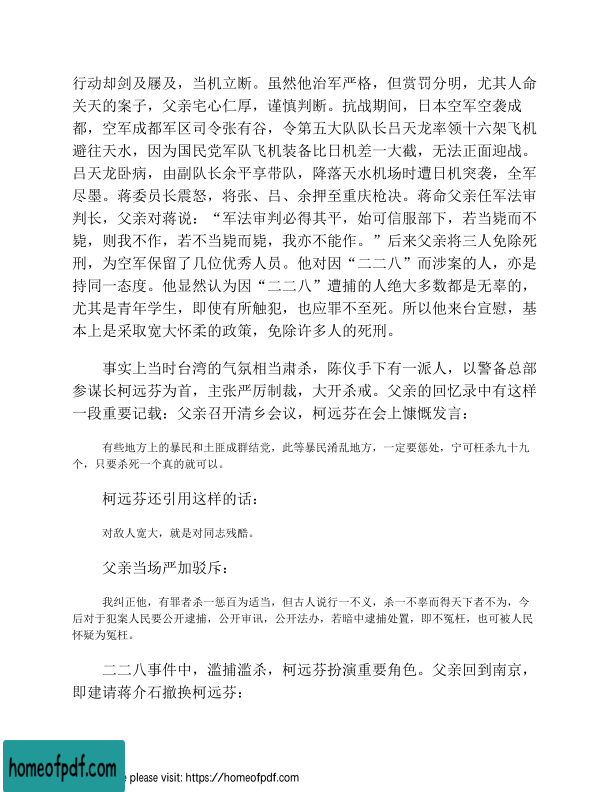 行动却剑及屦及，当机立断。虽然他治军严格，但赏罚分明，尤其人命
关天的案子，父亲宅心仁厚，谨慎判断。抗战期间，日本空军空袭成
都，空军成都军区司令张有谷，令第五大队队长吕天龙率领十六架飞机
避往天水，因为国民党军队飞机装备比日机差一大截，无法正面迎战。
吕天龙卧病，由副队长余平享带队，降落天水机场时遭日机突袭，全军
尽墨。蒋委员长震怒，将张、吕、余押至重庆枪决。蒋命父亲任军法审
判长，父亲对蒋说：“军法审判必得其平，始可信服部下，若当毙而不
毙，则我不作，若不当毙而毙，我亦不能作。”后来父亲将三人免除死
刑，为空军保留了几位优秀人员。他对因“二二八”而涉案的人，亦是
持同一态度。他显然认为因“二二八”遭捕的人绝大多数都是无辜的，
尤其是青年学生，即使有所触犯，也应罪不至死。所以他来台宣慰，基
本上是采取宽大怀柔的政策，免除许多人的死刑。
事实上当时台湾的气氛相当肃杀，陈仪手下有一派人，以警备总部
参谋长柯远芬为首，主张严厉制裁，大开杀戒。父亲的回忆录中有这样
一段重要记载：父亲召开清乡会议，柯远芬在会上慷慨发言：
有些地方上的暴民和土匪成群结党，此等暴民淆乱地方，一定要惩处，宁可枉杀九十九
个，只要杀死一个真的就可以。
柯远芬还引用这样的话：
对敌人宽大，就是对同志残酷。
父亲当场严加驳斥：
我纠正他，有罪者杀一惩百为适当，但古人说行一不义，杀一不辜而得天下者不为，今
后对于犯案人民要公开逮捕，公开审讯，公开法办，若暗中逮捕处置，即不冤枉，也可被人民
怀疑为冤枉。
二二八事件中，滥捕滥杀，柯远芬扮演重要角色。父亲回到南京，
即建请蒋介石撤换柯远芬：
homeofpdf.com
e please visit: https://homeofpdf.com